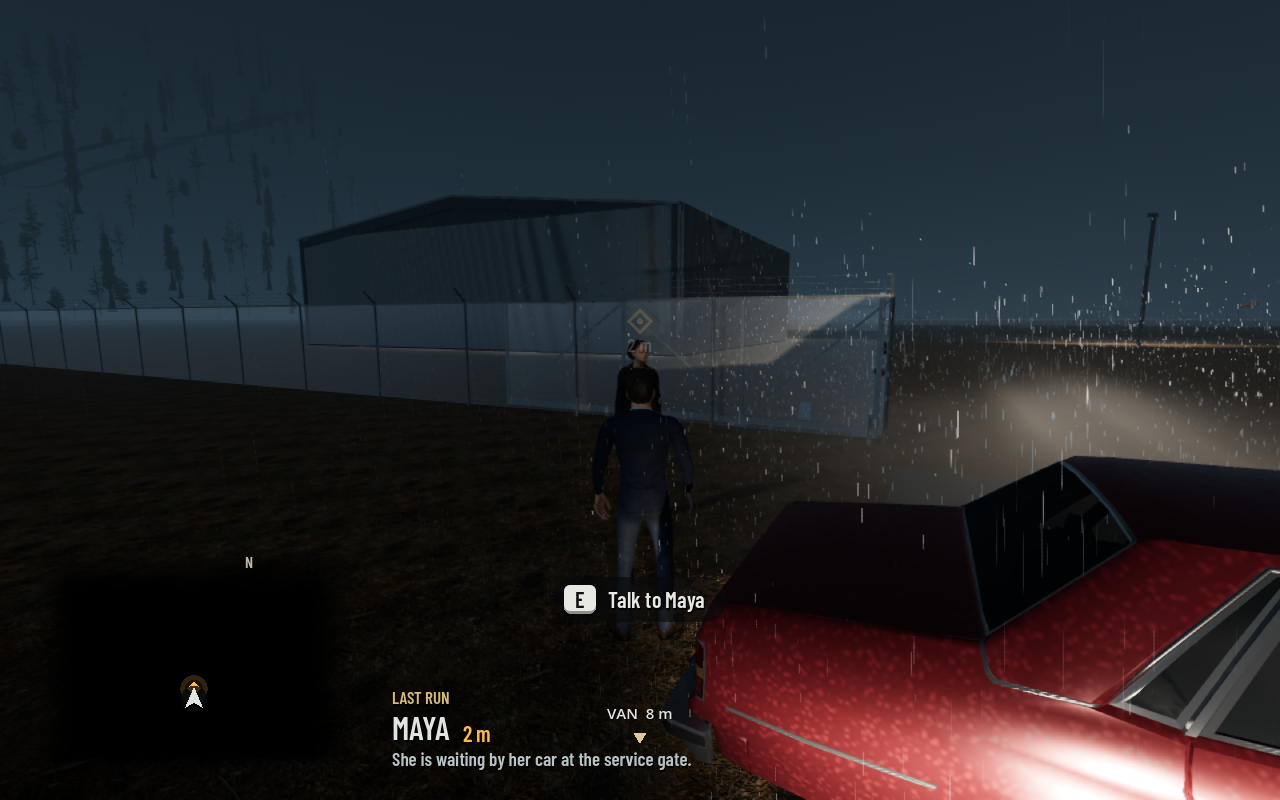 N
E Talk to Maya
LAST RUN
MAYA 2 m
VAN 8 m
She is waiting by her car at the service gate.